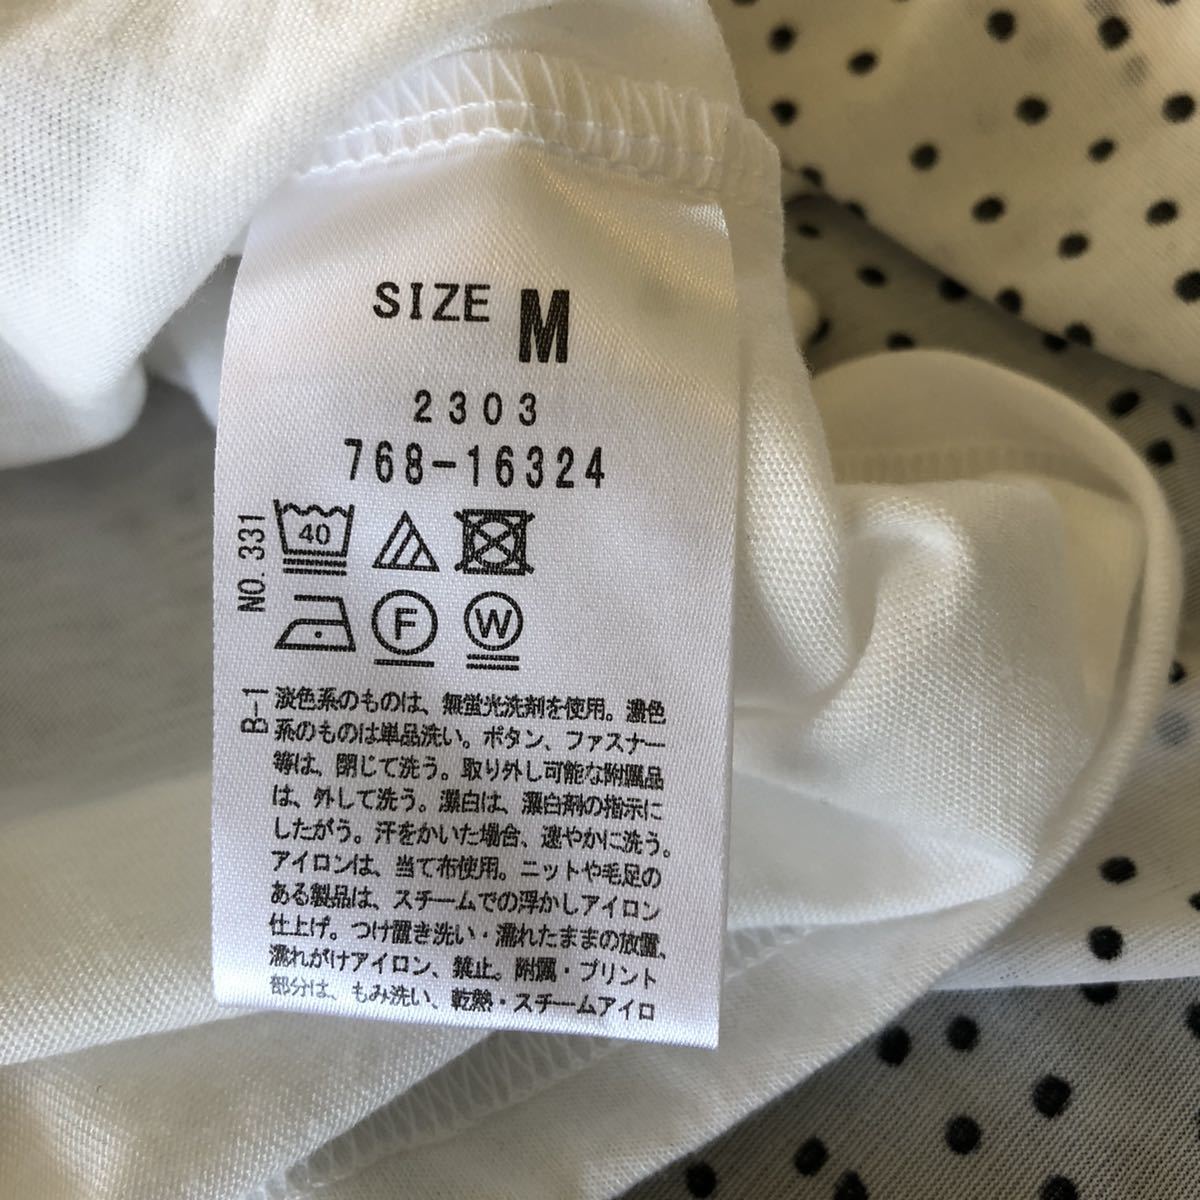 SIZE M
2303
768-16324
NO.331
40
F
W
B-1
淡色系のものは、無蛍光洗剤を使用。濃色
系のものは単品洗い。ボタン、ファスナー
等は、閉じて洗う。取り外し可能な附属品
は、外して洗う。漂白は、漂白剤の指示に
したがう。汗をかいた場合、速やかに洗う。
アイロンは、当て布使用。ニットや毛足の
ある製品は、スチームでの浮かしアイロン
仕上げ。つけ置き洗い・濡れたままの放置、
濡れがけアイロン、禁止。附属・プリント
部分は、もみ洗い、乾熱・スチームアイロ